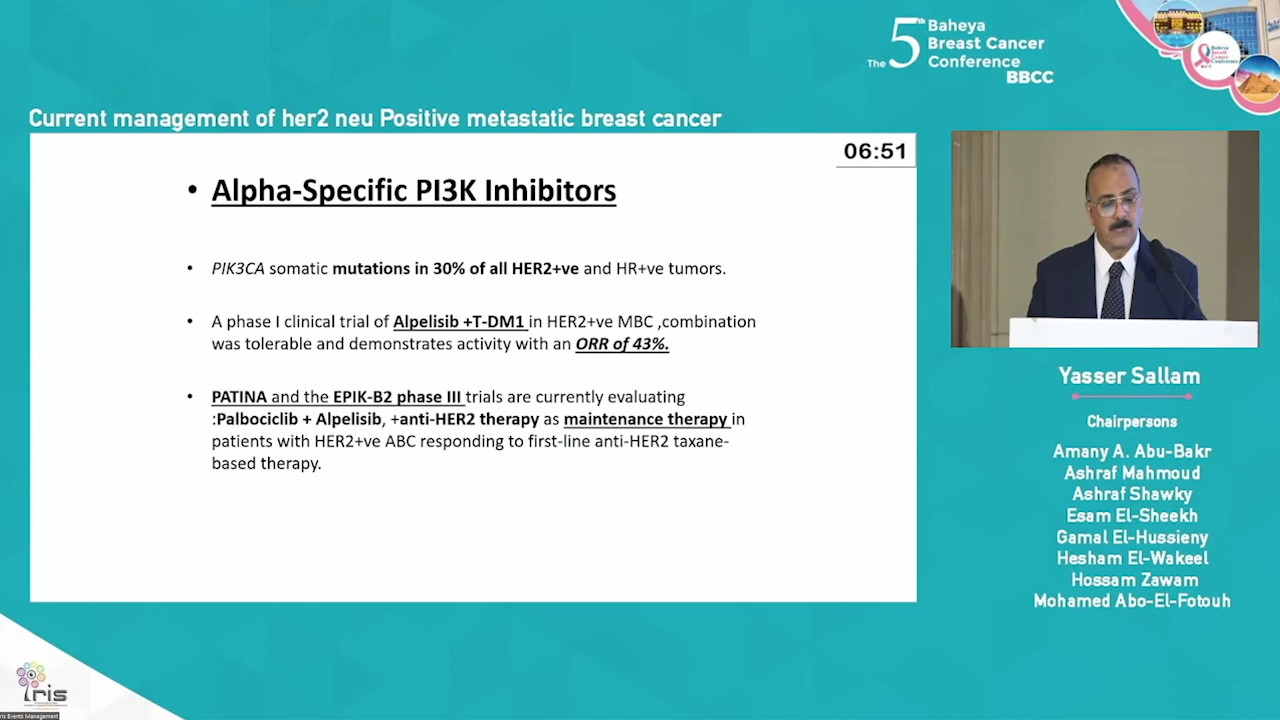 The 5th Baheya
Breast Cancer
Conference
BBCC
Current management of her2 neu Positive metastatic breast cancer
06:51
• Alpha-Specific PI3K Inhibitors
• PIK3CA somatic mutations in 30% of all HER2+ve and HR+ve tumors.
• A phase I clinical trial of Alpelisib +T-DM1 in HER2+ve MBC ,combination
was tolerable and demonstrates activity with an ORR of 43%.
• PATINA and the EPIK-B2 phase III trials are currently evaluating
:Palbociclib + Alpelisib, +anti-HER2 therapy as maintenance therapy in
patients with HER2+ve ABC responding to first-line anti-HER2 taxane-
based therapy.
Yasser Sallam
Chairpersons
Amany A. Abu-Bakr
Ashraf Mahmoud
Ashraf Shawky
Esam El-Sheekh
Gamal El-Hussieny
Hesham El-Wakeel
Hossam Zawam
Mohamed Abo-El-Fotouh
Iris
Iris Events Management